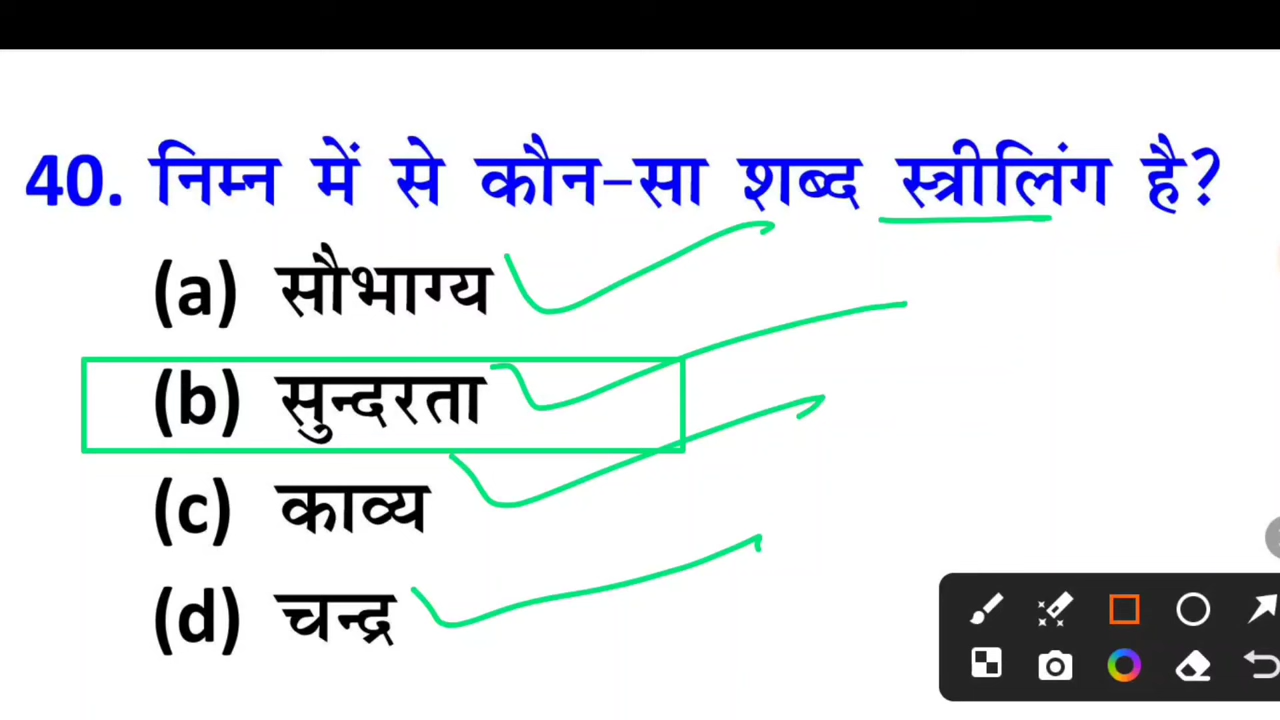 40. निम्न में से कौन-सा शब्द स्त्रीलिंग है?
(a) सौभाग्य
(b) सुन्दरता
(c) काव्य
(d) चन्द्र